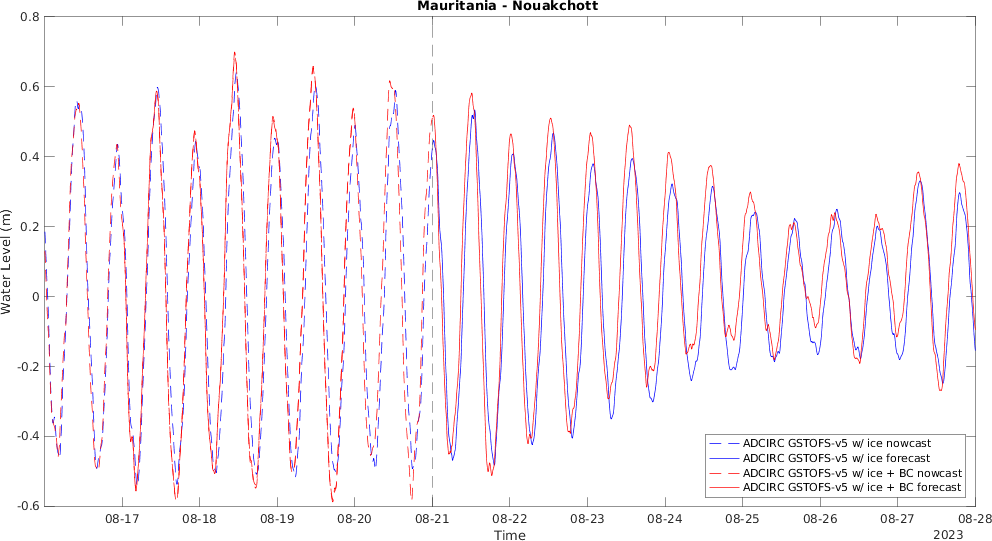 Mauritania - Nouakchott
0.8
0.6
0.4
0.2
0
-0.2
-0.4
-0.6
Water Level (m)
ADCIRC GSTOFS-v5 w/ ice nowcast
ADCIRC GSTOFS-v5 w/ ice forecast
ADCIRC GSTOFS-v5 w/ ice + BC nowcast
ADCIRC GSTOFS-v5 w/ ice + BC forecast
08-17 08-18 08-19 08-20 08-21 08-22 08-23 08-24 08-25 08-26 08-27 08-28
Time
2023